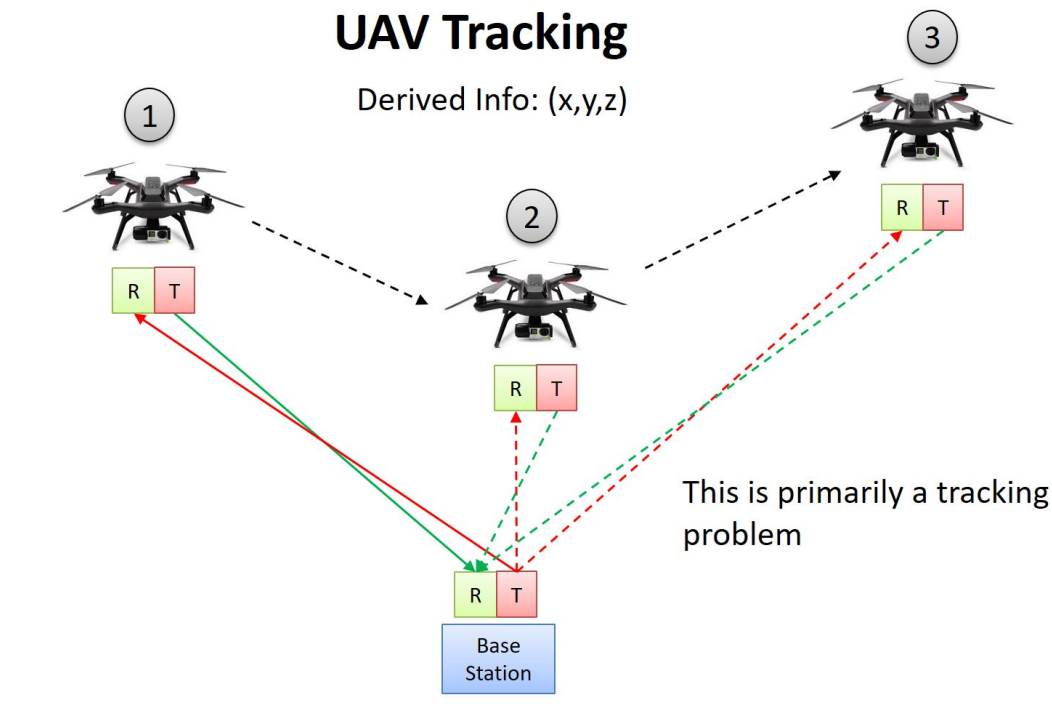 UAV Tracking
Derived Info: (x,y,z)
1
2
3
R T
R T
R T
This is primarily a tracking
problem
R T
Base
Station